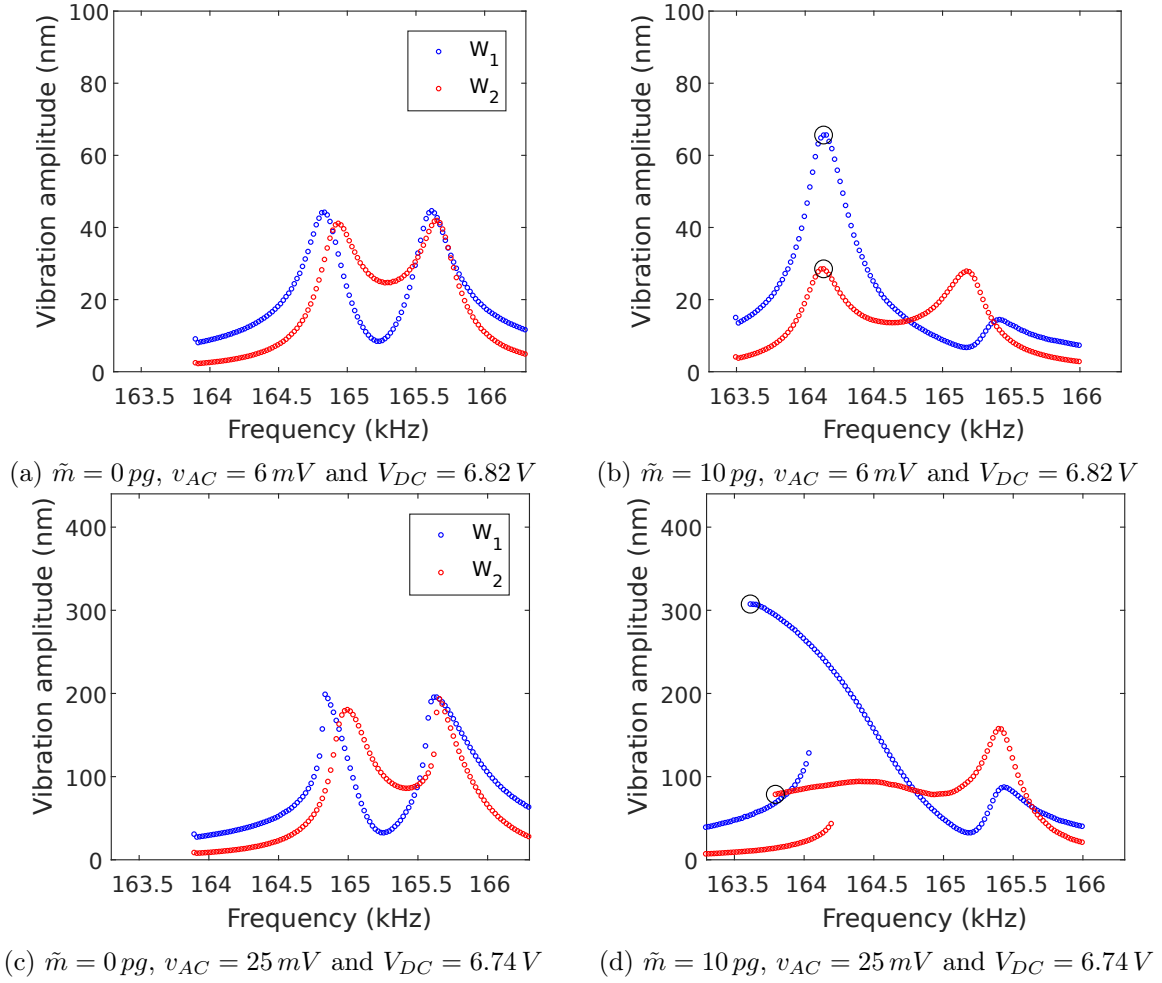 100
80
60
40
20
0
Vibration amplitude (nm)
W1
W2
163.5 164 164.5 165 165.5 166
Frequency (kHz)
(a) m̃ = 0 pg, vAC = 6 mV and VDC = 6.82 V
100
80
60
40
20
0
Vibration amplitude (nm)
163.5 164 164.5 165 165.5 166
Frequency (kHz)
(b) m̃ = 10 pg, vAC = 6 mV and VDC = 6.82 V
400
300
200
100
0
Vibration amplitude (nm)
W1
W2
163.5 164 164.5 165 165.5 166
Frequency (kHz)
(c) m̃ = 0 pg, vAC = 25 mV and VDC = 6.74 V
400
300
200
100
0
Vibration amplitude (nm)
163.5 164 164.5 165 165.5 166
Frequency (kHz)
(d) m̃ = 10 pg, vAC = 25 mV and VDC = 6.74 V